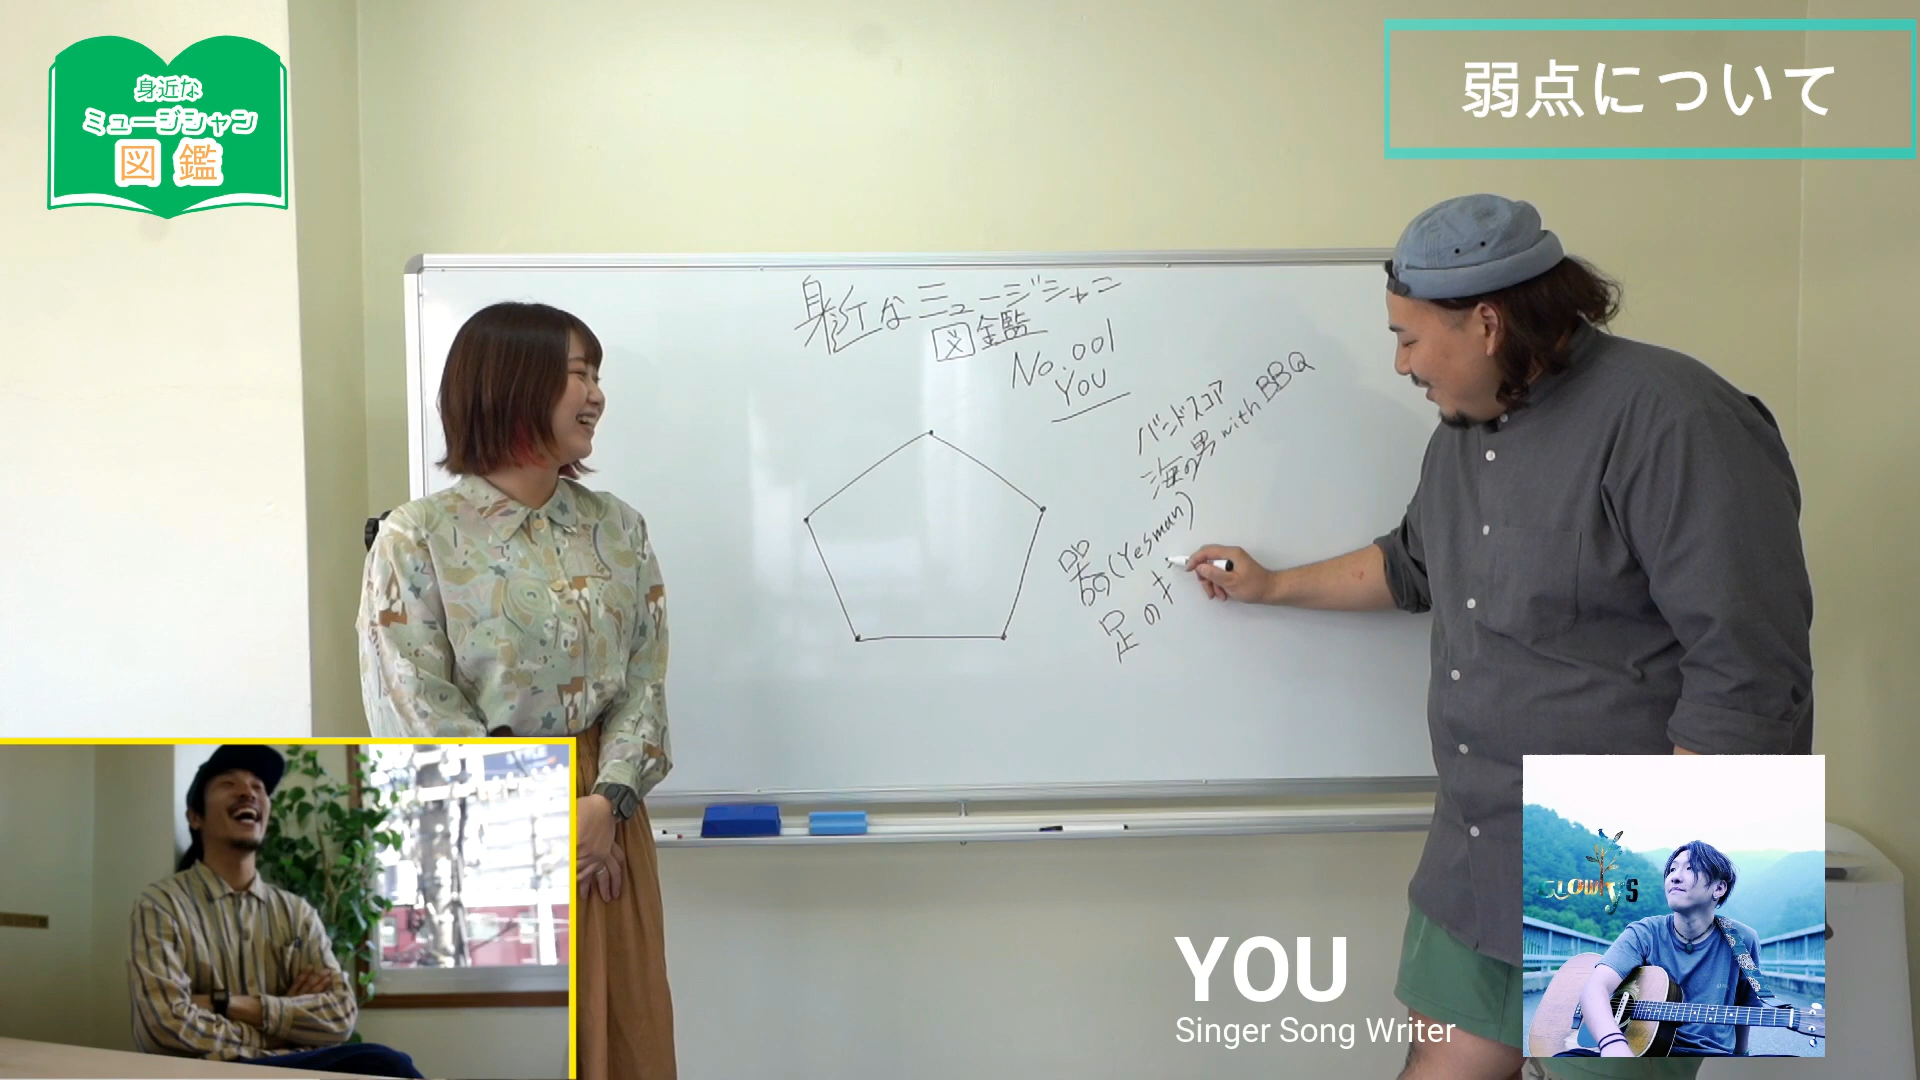 身近な
ミュージシャン
図鑑
弱点について
身近なミュージシャン
図鑑
No.001
YOU
バンドスコア
海の男 with BBQ
器(Yesman)
足のキ
YOU
Singer Song Writer